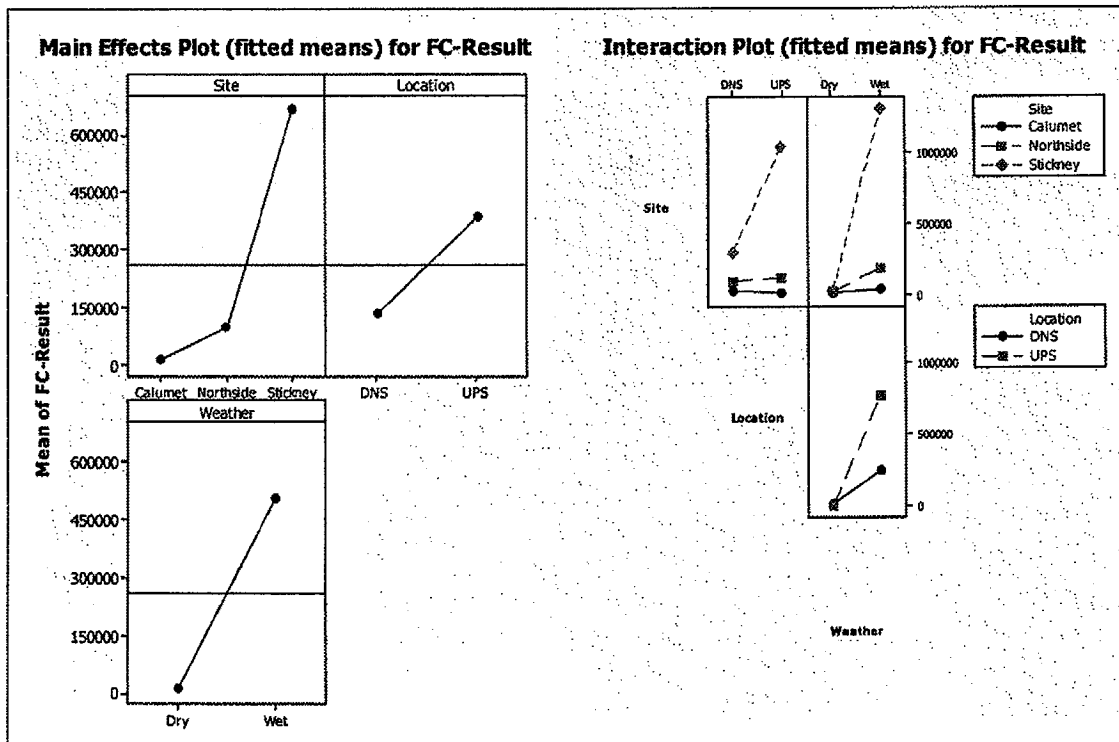 Main Effects Plot (fitted means) for FC-Result
Site
Location
600000
450000
300000
150000
0
Calumet
Northside
Stickney
DNS
UPS
Weather
600000
450000
300000
150000
0
Dry
Wet
Mean of FC-Result
Interaction Plot (fitted means) for FC-Result
DNS
UPS
Dry
Wet
Site
1000000
500000
0
Site
Calumet
Northside
Stickney
Location
1000000
500000
0
Location
DNS
UPS
Weather